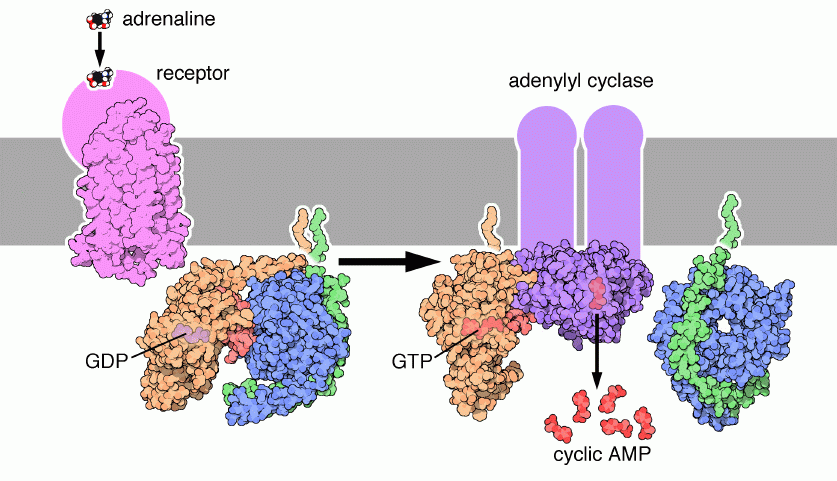 adrenaline
receptor
adenylyl cyclase
GDP
GTP
cyclic AMP